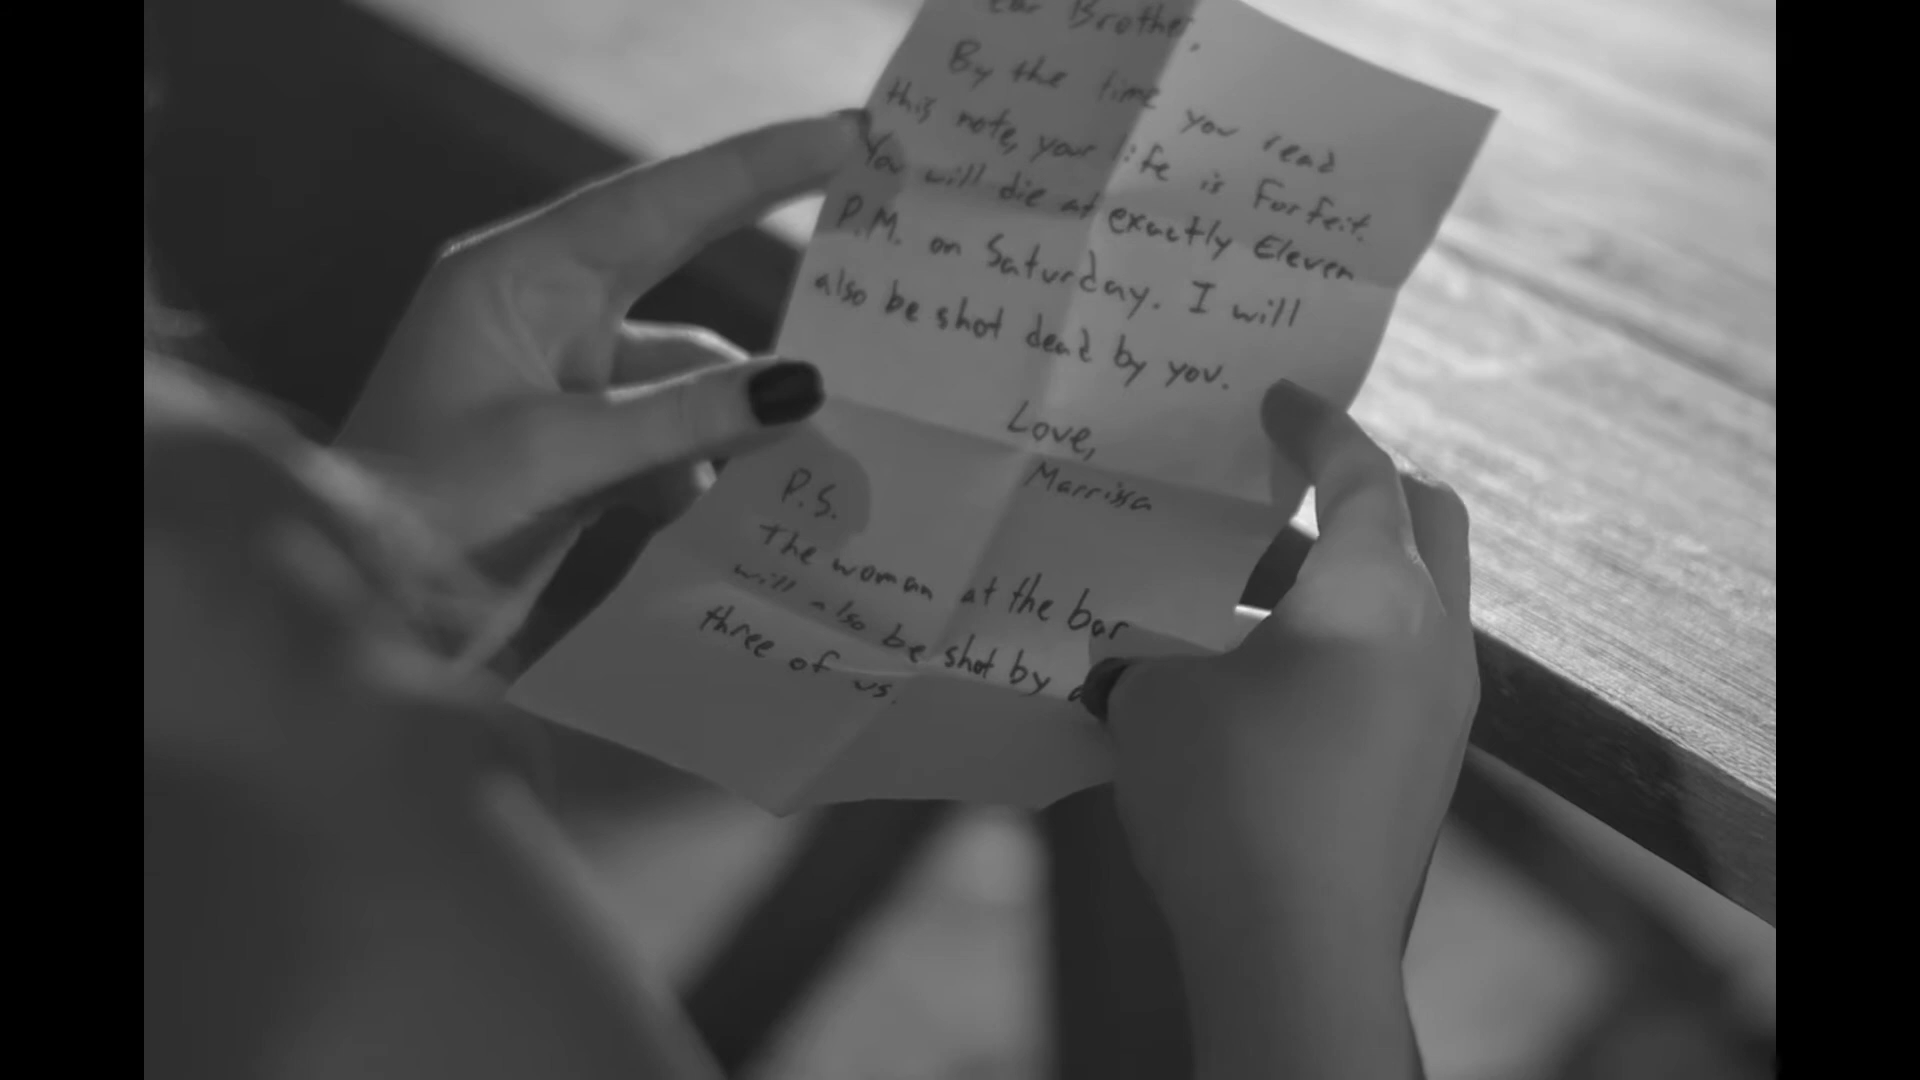 ear Brother,
By the time you read
this note, your life is Forfeit.
You will die at exactly Eleven
P.M. on Saturday. I will
also be shot dead by you.
Love,
Marrissa
P.S.
The woman at the bar
will also be shot by
three of us.